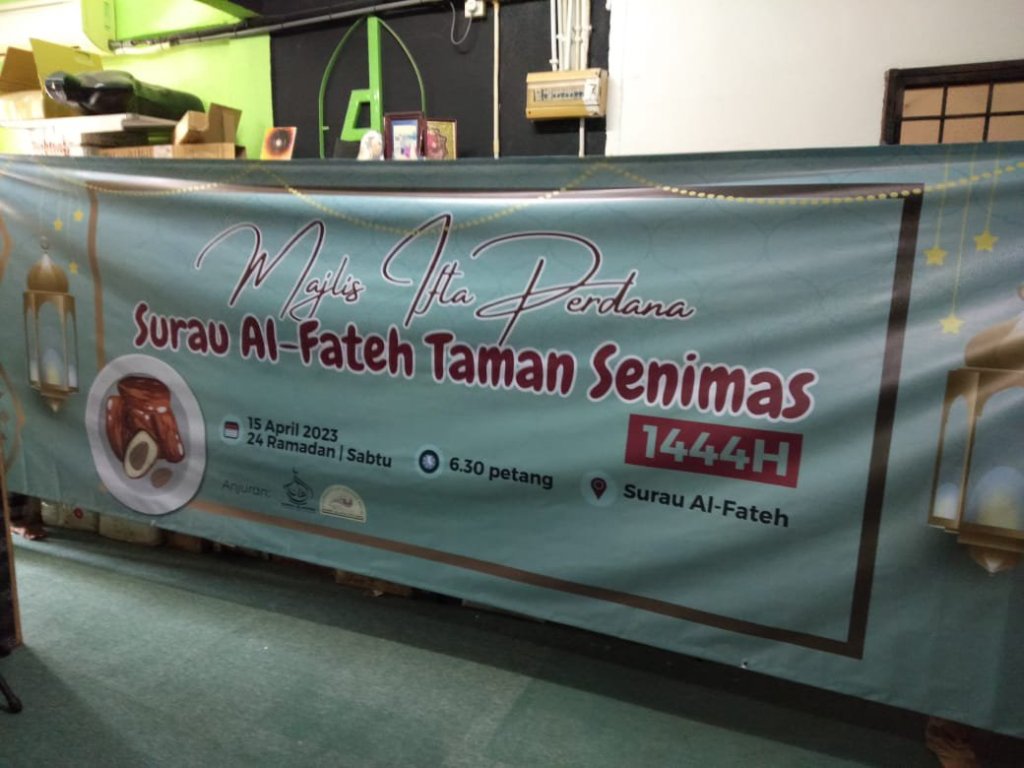 Majlis Ifta Perdana
Surau Al-Fateh Taman Senimas
1444H
15 April 2023
24 Ramadan | Sabtu
6.30 petang
Surau Al-Fateh
Anjuran: